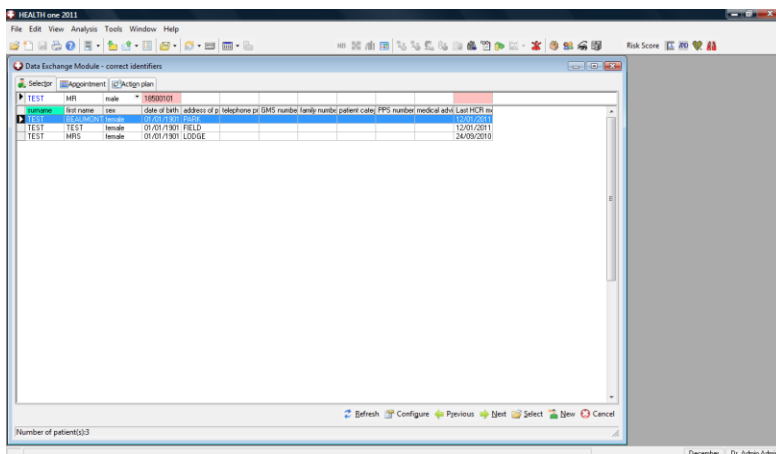 HEALTH one 2011
File Edit View Analysis Tools Window Help
Risk Score
Data Exchange Module - correct identifiers
Selector Appointment Action plan
TEST MR male 18500101
surname first name sex date of birth address of p telephone pr GMS numbe family numbe patient categ PPS number medical advi Last HCR mo
TEST BEAUMONT female 01/01/1901 PARK 12/01/2011
TEST TEST female 01/01/1901 FIELD 12/01/2011
TEST MRS female 01/01/1901 LODGE 24/09/2010
Refresh Configure Previous Next Select New Cancel
Number of patient(s):3
December Dr. Admin Admin